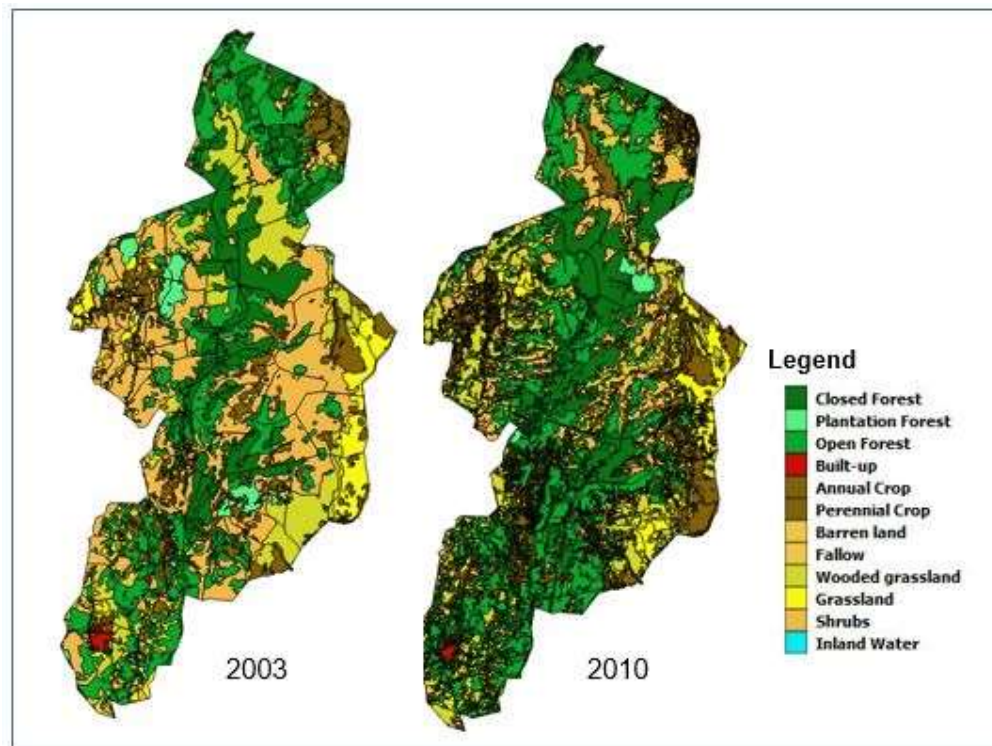 2003
2010
Legend
Closed Forest
Plantation Forest
Open Forest
Built-up
Annual Crop
Perennial Crop
Barren land
Fallow
Wooded grassland
Grassland
Shrubs
Inland Water